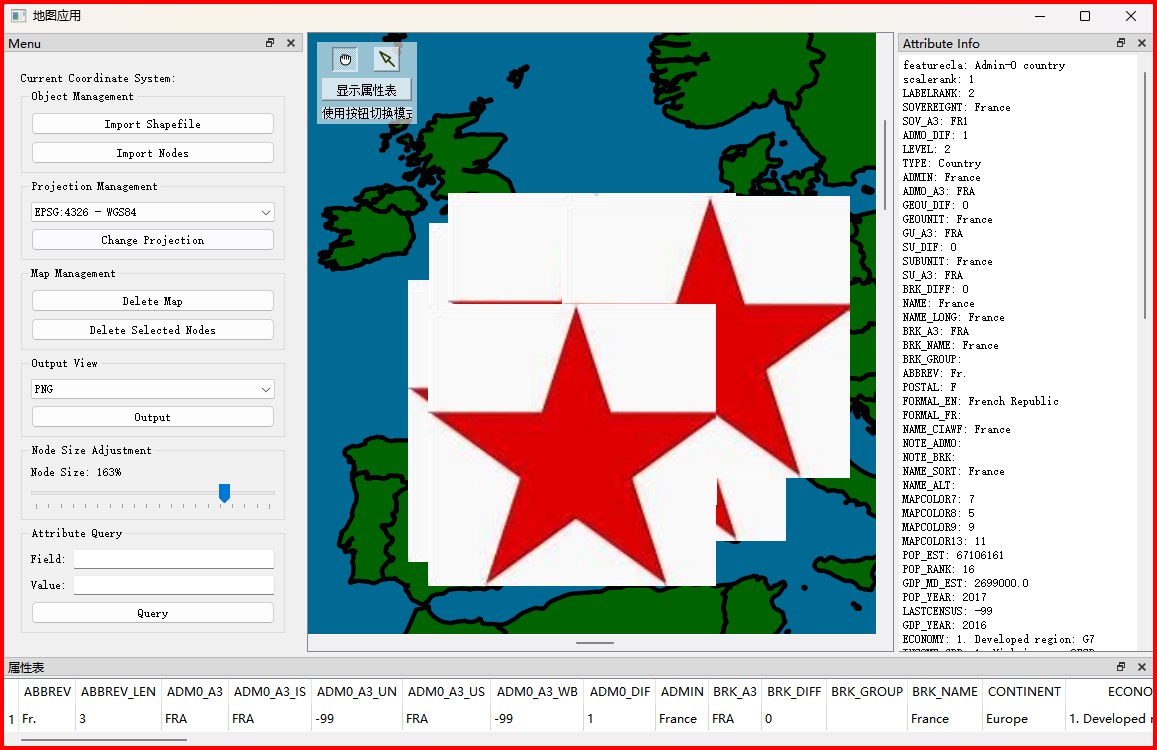 地图应用
Menu
Current Coordinate System:
Object Management
Import Shapefile
Import Nodes
Projection Management
EPSG:4326 - WGS84
Change Projection
Map Management
Delete Map
Delete Selected Nodes
Output View
PNG
Output
Node Size Adjustment
Node Size: 163%
Attribute Query
Field:
Value:
Query
显示属性表
使用按钮切换模式
Attribute Info
featurecla: Admin-0 country
scalerank: 1
LABELRANK: 2
SOVEREIGNT: France
SOV_A3: FR1
ADM0_DIF: 1
LEVEL: 2
TYPE: Country
ADMIN: France
ADM0_A3: FRA
GEOU_DIF: 0
GEOUNIT: France
GU_A3: FRA
SU_DIF: 0
SUBUNIT: France
SU_A3: FRA
BRK_DIFF: 0
NAME: France
NAME_LONG: France
BRK_A3: FRA
BRK_NAME: France
BRK_GROUP:
ABBREV: Fr.
POSTAL: F
FORMAL_EN: French Republic
FORMAL_FR:
NAME_CIAWF: France
NOTE_ADM0:
NOTE_BRK:
NAME_SORT: France
NAME_ALT:
MAPCOLOR7: 7
MAPCOLOR8: 5
MAPCOLOR9: 9
MAPCOLOR13: 11
POP_EST: 67106161
POP_RANK: 16
GDP_MD_EST: 2699000.0
POP_YEAR: 2017
LASTCENSUS: -99
GDP_YEAR: 2016
ECONOMY: 1. Developed region: G7
属性表
ABBREV ABBREV_LEN ADM0_A3 ADM0_A3_IS ADM0_A3_UN ADM0_A3_US ADM0_A3_WB ADM0_DIF ADMIN BRK_A3 BRK_DIFF BRK_GROUP BRK_NAME CONTINENT ECONO
1 Fr. 3 FRA FRA -99 FRA -99 1 France FRA 0 France Europe 1. Developed r